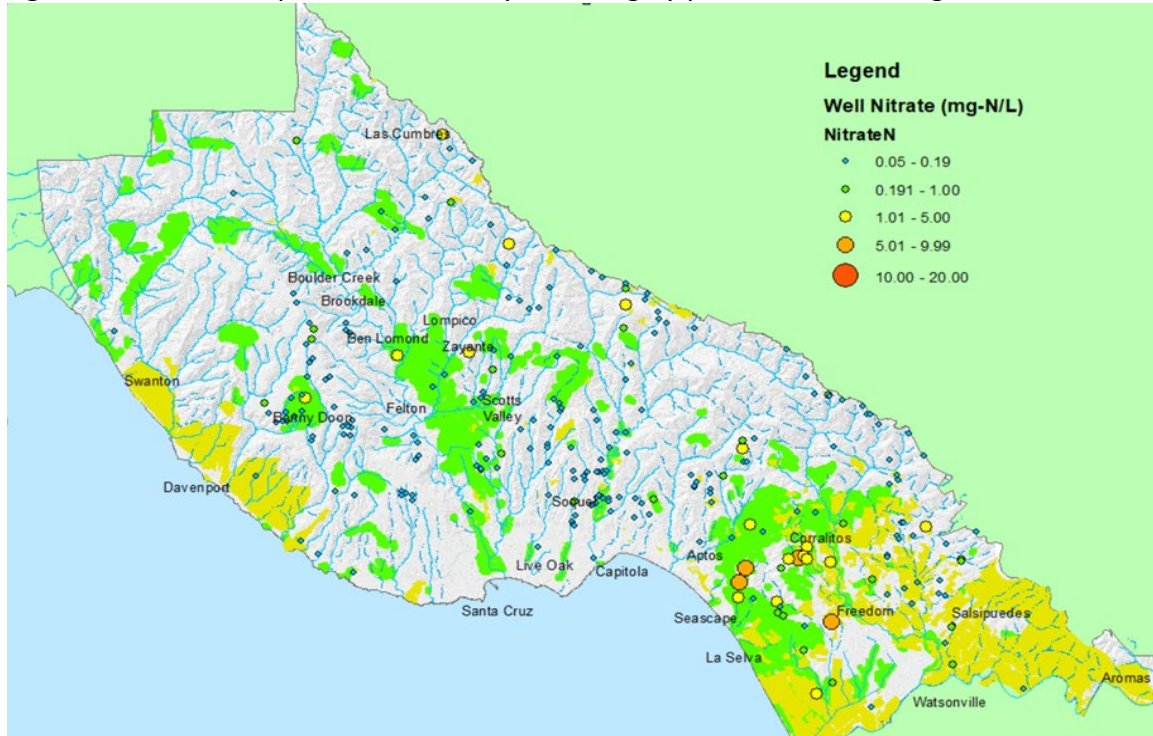 Legend
Well Nitrate (mg-N/L)
NitrateN
0.05 - 0.19
0.191 - 1.00
1.01 - 5.00
5.01 - 9.99
10.00 - 20.00
Las Cumbres
Boulder Creek
Brookdale
Lompico
Ben Lomond
Zayante
Swanton
Felton
Scotts
Valley
Bonny Doon
Davenport
Soquel
Corralitos
Aptos
Live Oak
Capitola
Santa Cruz
Seascape
Freedom
Salsipuedes
La Selva
Aromas
Watsonville